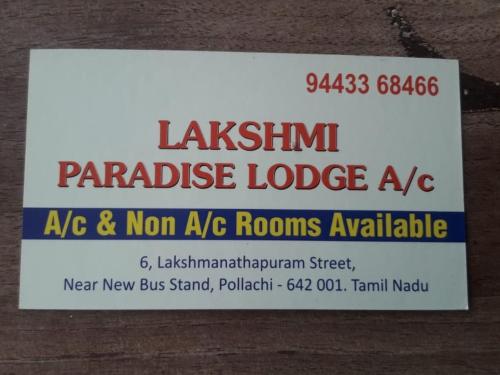 94433 68466
LAKSHMI
PARADISE LODGE A/c
A/c & Non A/c Rooms Available
6, Lakshmanathapuram Street,
Near New Bus Stand, Pollachi - 642 001. Tamil Nadu